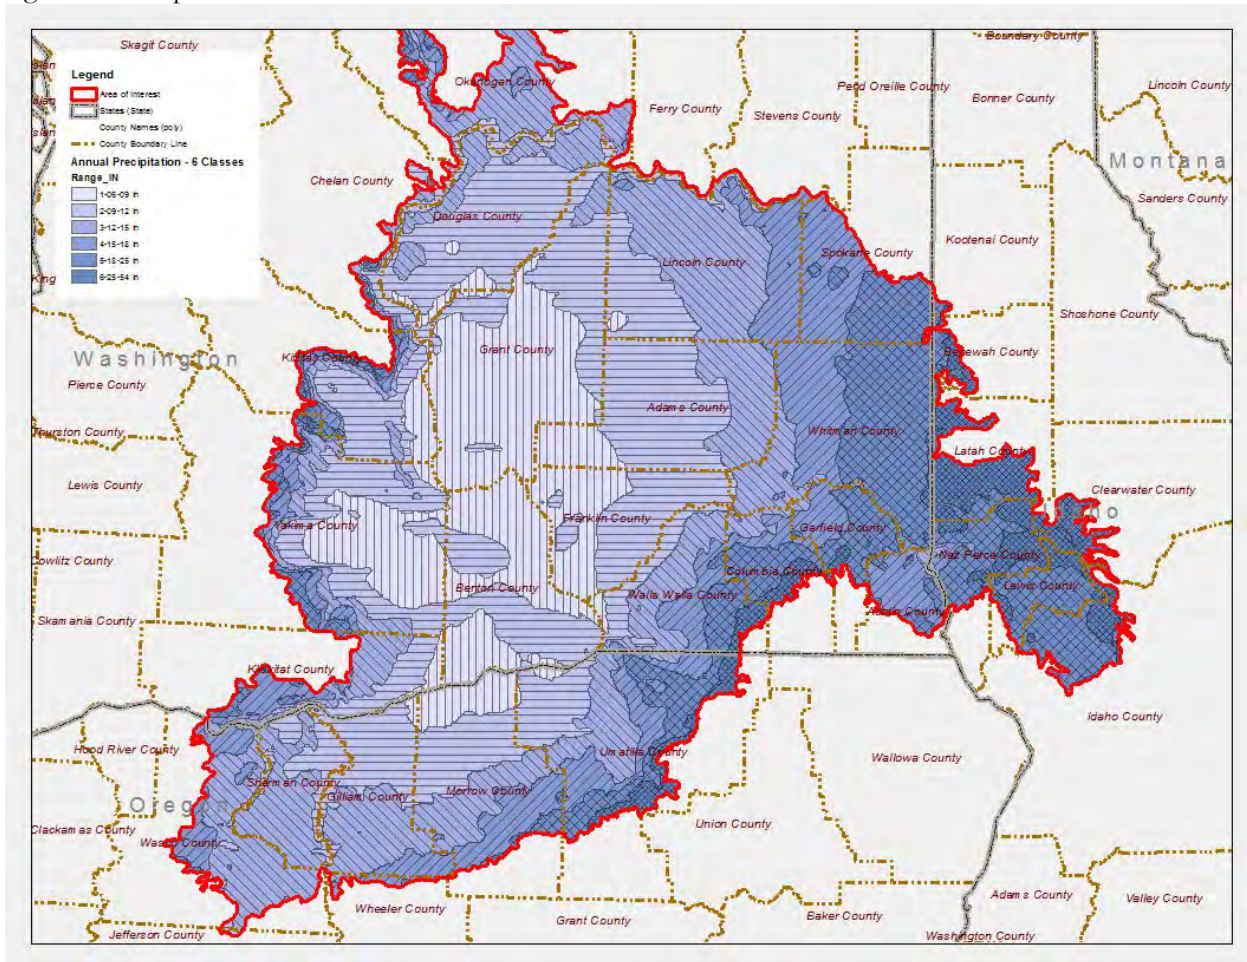 Skagit County
Boundary County
Legend
Area of Interest
States (State)
County Names (poly)
County Boundary Line
Annual Precipitation - 6 Classes
Range_IN
1-06-09 in
2-09-12 in
3-12-15 in
4-15-18 in
5-18-25 in
6-25-54 in
Okanogan County
Ferry County
Stevens County
Pend Oreille County
Bonner County
Lincoln County
Montana
Chelan County
Sanders County
Douglas County
Kootenai County
Spokane County
Lincoln County
King
Shoshone County
Washington
Grant County
Kittitas County
Benewah County
Pierce County
Adams County
Thurston County
Whitman County
Latah County
Lewis County
Clearwater County
Idaho
Yakima County
Franklin County
Garfield County
Cowlitz County
Nez Pierce County
Columbia County
Benton County
Walla Walla County
Lewis County
Asotin County
Skamania County
Klickitat County
Idaho County
Hood River County
Umatilla County
Wallowa County
Sherman County
Gilliam County
Morrow County
Oregon
Clackamas County
Union County
Wasco County
Adams County
Valley County
Wheeler County
Grant County
Baker County
Jefferson County
Washington County